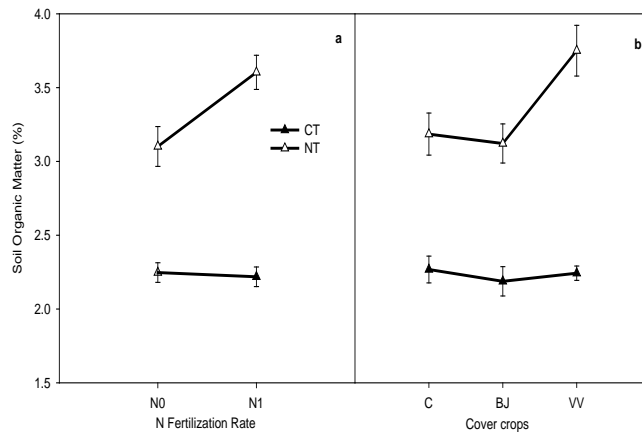 4.0
3.5
3.0
2.5
2.0
1.5
Soil Organic Matter (%)
a
b
CT
NT
N0 N1
N Fertilization Rate
C BJ VV
Cover crops